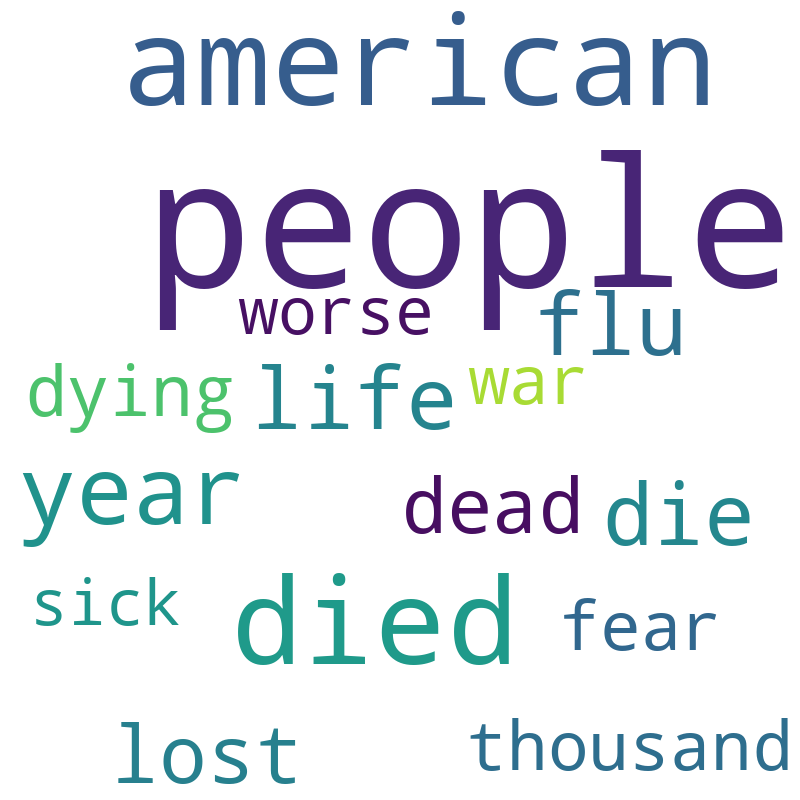 american
people
worse flu
dying life war
year dead die
sick died fear
lost thousand